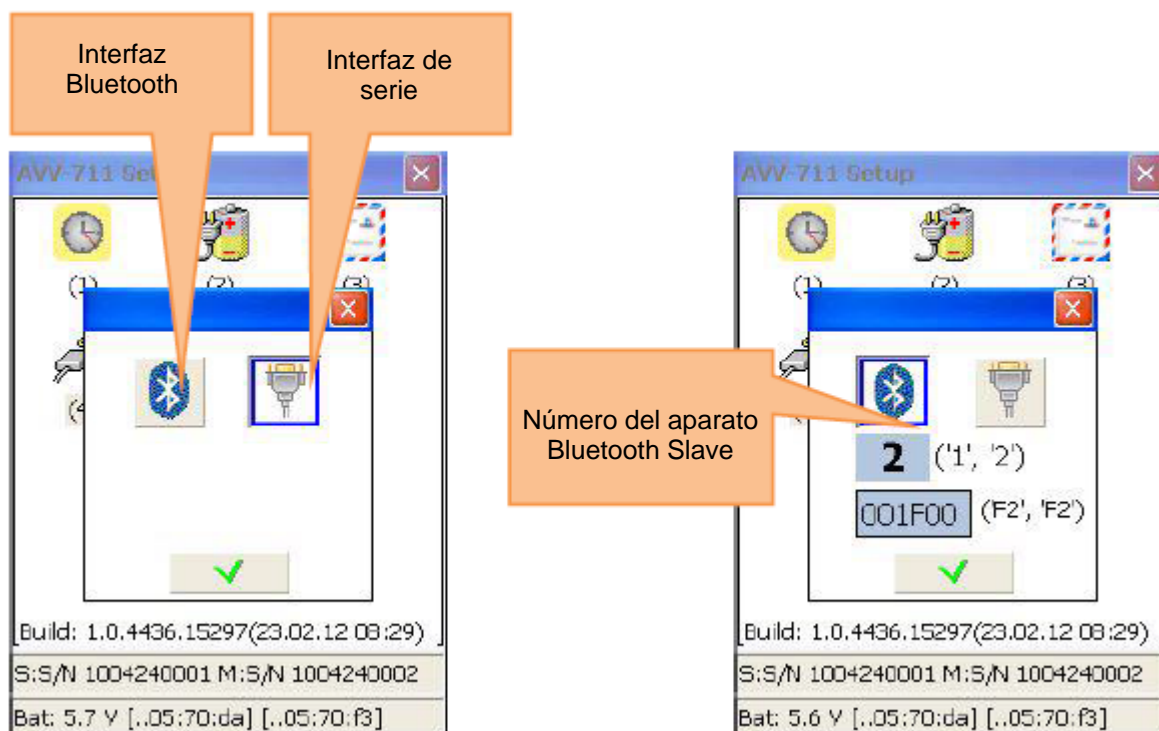 Interfaz
Bluetooth
Interfaz de
serie
AVV-711 Set
(1)
(2)
(3)
(4
Build: 1.0.4436.15297(23.02.12 08:29)
S:S/N 1004240001 M:S/N 1004240002
Bat: 5.7 V [..05:70:da] [..05:70:f3]
AVV-711 Setup
(1)
(2)
(3)
Número del aparato
Bluetooth Slave
2 ('1', '2')
001F00 ('F2', 'F2')
Build: 1.0.4436.15297(23.02.12 08:29)
S:S/N 1004240001 M:S/N 1004240002
Bat: 5.6 V [..05:70:da] [..05:70:f3]